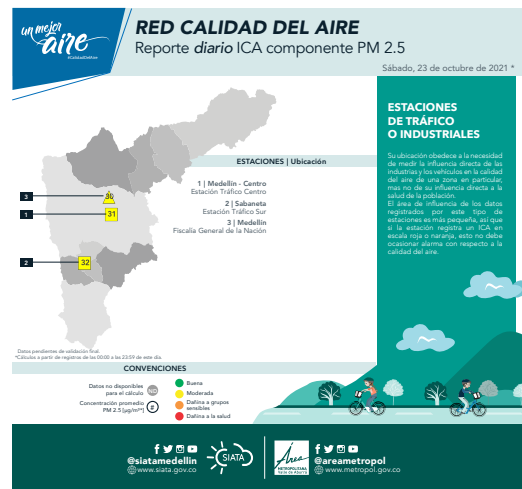 un mejor
aire
#CalidadDelAire
RED CALIDAD DEL AIRE
Reporte diario ICA componente PM 2.5
Sábado, 23 de octubre de 2021 *
ESTACIONES | Ubicación
1 | Medellín - Centro
Estación Tráfico Centro
2 | Sabaneta
Estación Tráfico Sur
3 | Medellín
Fiscalía General de la Nación
3
30
1
31
2
32
ESTACIONES
DE TRÁFICO
O INDUSTRIALES
Su ubicación obedece a la necesidad
de medir la influencia directa de las
industrias y los vehículos en la calidad
del aire de una zona en particular,
mas no de su influencia directa a la
salud de la población.
El área de influencia de los datos
registrados por este tipo de
estaciones es más pequeña, así que
si la estación registra un ICA en
escala roja o naranja, esto no debe
ocasionar alarma con respecto a la
calidad del aire.
Datos pendientes de validación final.
*Cálculos a partir de registros de las 00:00 a las 23:59 de este día.
CONVENCIONES
Datos no disponibles
para el cálculo
ND
Concentración promedio
PM 2.5 [µg/m³*]
#
Buena
Moderada
Dañina a grupos
sensibles
Dañina a la salud
@siatamedellin
www.siata.gov.co
SIATA
Área
METROPOLITANA
Valle de Aburrá
@areametropol
www.metropol.gov.co